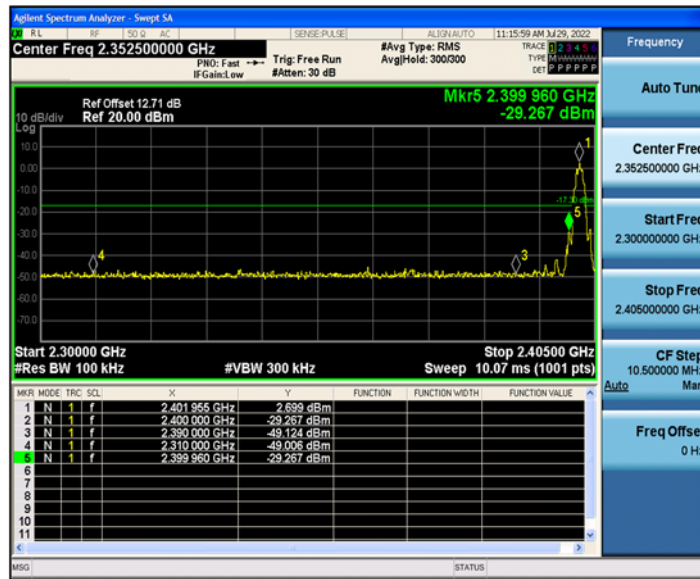 Agilent Spectrum Analyzer - Swept SA
RL RF 50 Ω AC SENSE:PULSE ALIGN AUTO 11:15:59 AM Jul 29, 2022
Center Freq 2.352500000 GHz
PNO: Fast
IFGain:Low
Trig: Free Run
#Atten: 30 dB
#Avg Type: RMS
Avg|Hold: 300/300
TRACE 1 2 3 4 5 6
TYPE M
DET P P P P P P
Ref Offset 12.71 dB
10 dB/div Ref 20.00 dBm
Log
Mkr5 2.399 960 GHz
-29.267 dBm
10.0
0.00
-10.0
-20.0
-30.0
-40.0
-50.0
-60.0
-70.0
1
5
4
3
Start 2.30000 GHz Stop 2.40500 GHz
#Res BW 100 kHz #VBW 300 kHz Sweep 10.07 ms (1001 pts)
MKR MODE TRC SCL X Y FUNCTION FUNCTION WIDTH FUNCTION VALUE
1 N 1 f 2.401 955 GHz 2.699 dBm
2 N 1 f 2.400 000 GHz -29.267 dBm
3 N 1 f 2.390 000 GHz -49.124 dBm
4 N 1 f 2.310 000 GHz -49.006 dBm
5 N 1 f 2.399 960 GHz -29.267 dBm
6
7
8
9
10
11
MSG STATUS
Frequency
Auto Tune
Center Freq
2.352500000 GHz
Start Freq
2.300000000 GHz
Stop Freq
2.405000000 GHz
CF Step
10.500000 MHz
Auto Man
Freq Offset
0 Hz